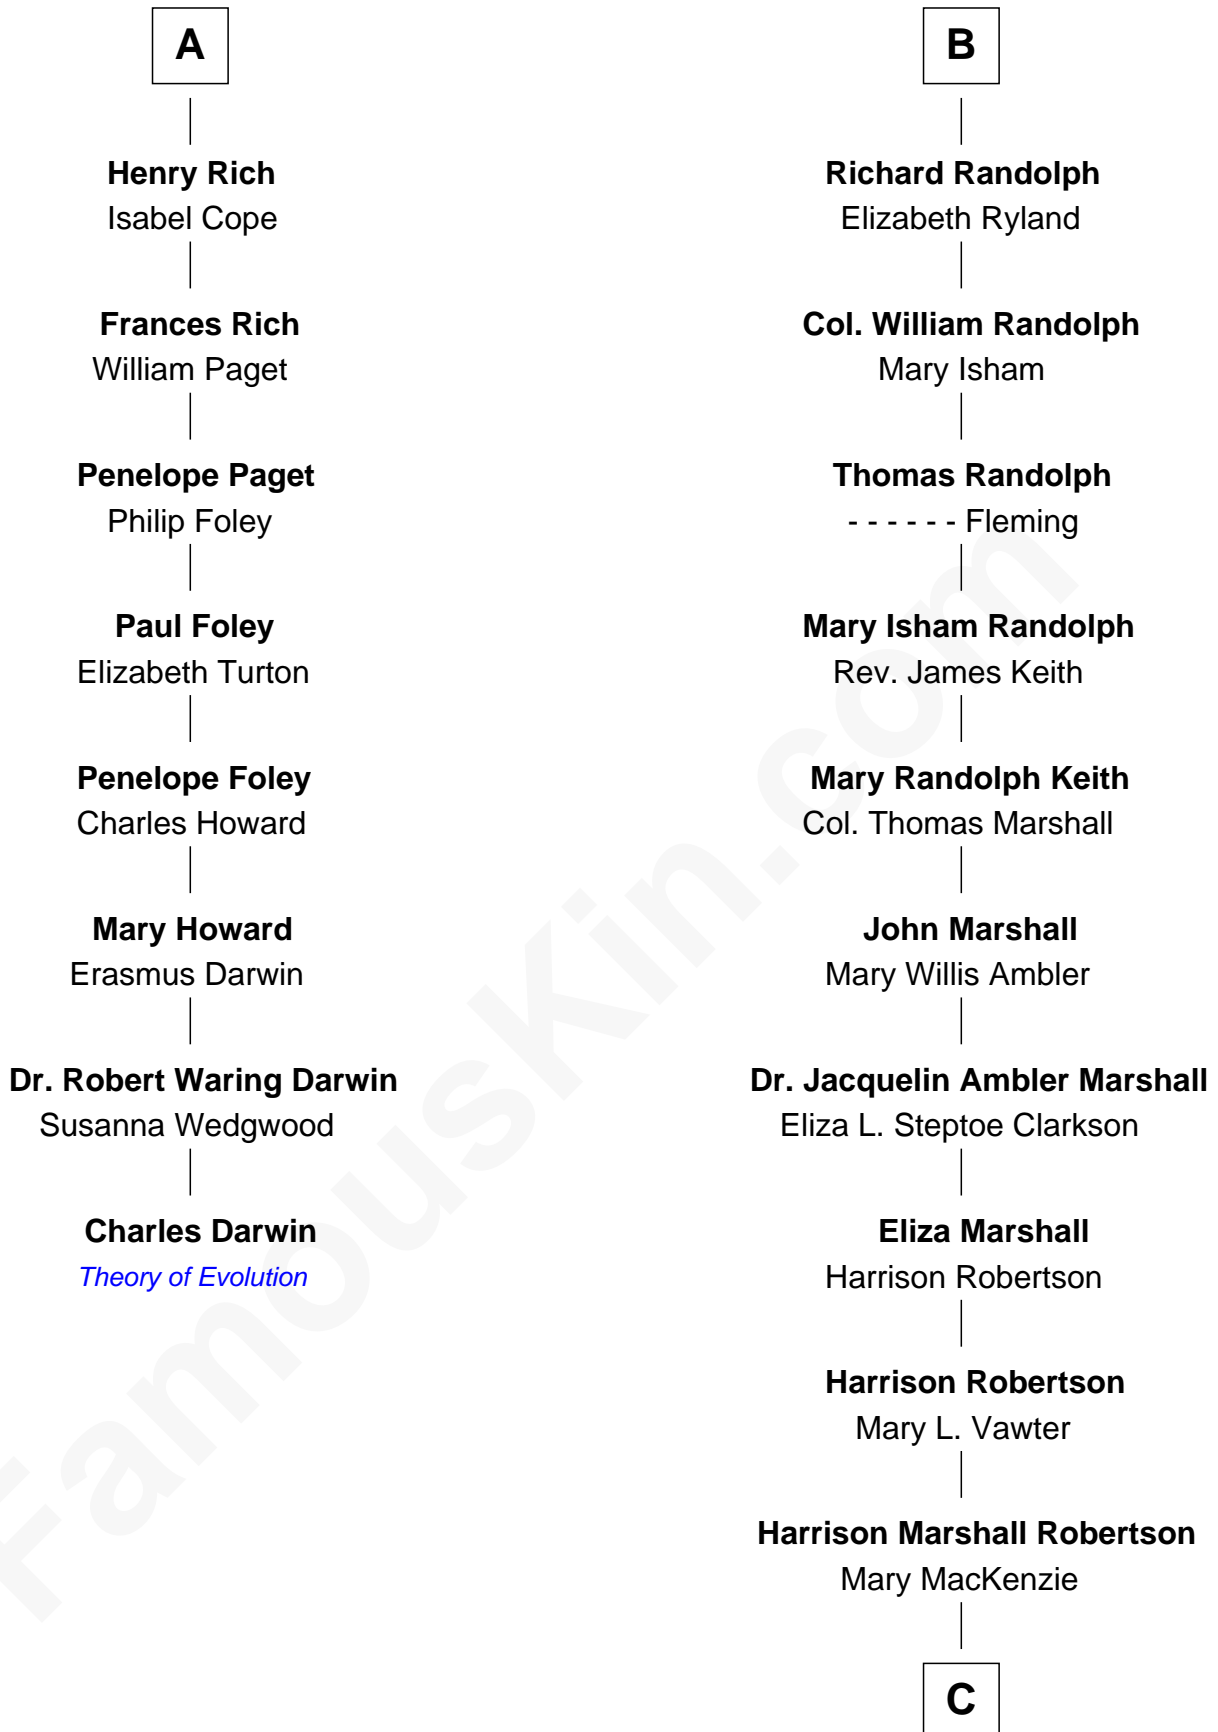 A
Henry Rich
Isabel Cope
Frances Rich
William Paget
Penelope Paget
Philip Foley
Paul Foley
Elizabeth Turton
Penelope Foley
Charles Howard
Mary Howard
Erasmus Darwin
Dr. Robert Waring Darwin
Susanna Wedgwood
Charles Darwin
Theory of Evolution
B
Richard Randolph
Elizabeth Ryland
Col. William Randolph
Mary Isham
Thomas Randolph
- - - - - - Fleming
Mary Isham Randolph
Rev. James Keith
Mary Randolph Keith
Col. Thomas Marshall
John Marshall
Mary Willis Ambler
Dr. Jacquelin Ambler Marshall
Eliza L. Steptoe Clarkson
Eliza Marshall
Harrison Robertson
Harrison Robertson
Mary L. Vawter
Harrison Marshall Robertson
Mary MacKenzie
C
FamousKin.com